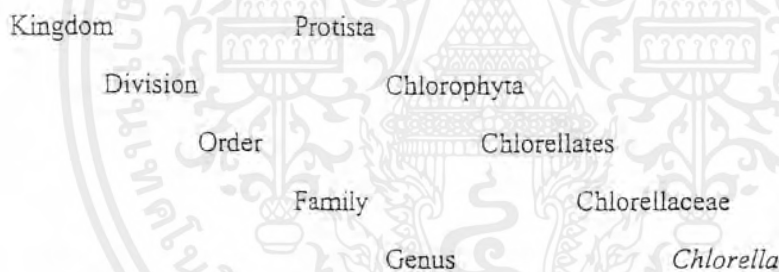 Kingdom Protista
Division Chlorophyta
Order Chlorellates
Family Chlorellaceae
Genus Chlorella